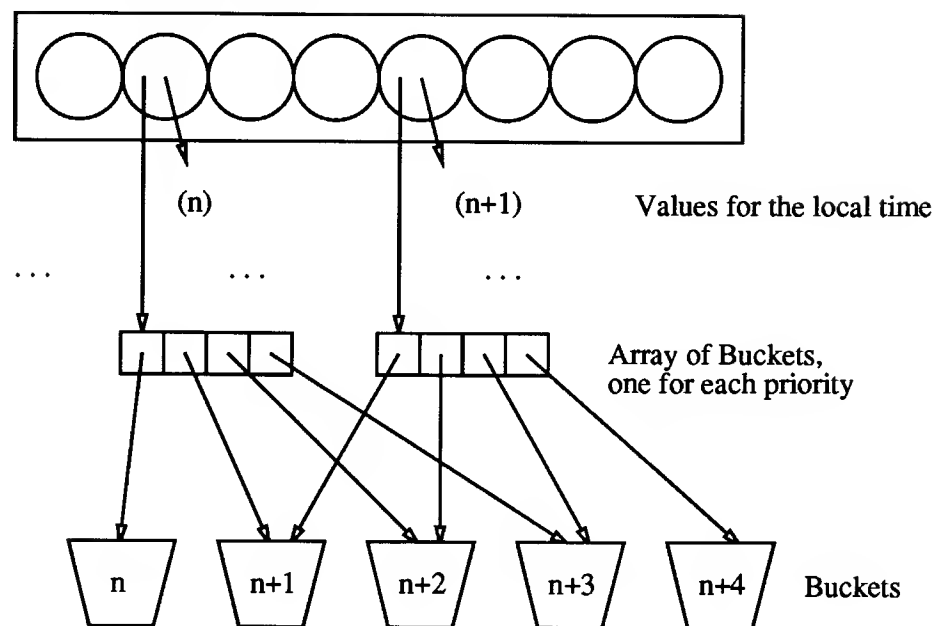 (n) (n+1) Values for the local time
... ... ...
Array of Buckets,
one for each priority
n n+1 n+2 n+3 n+4 Buckets